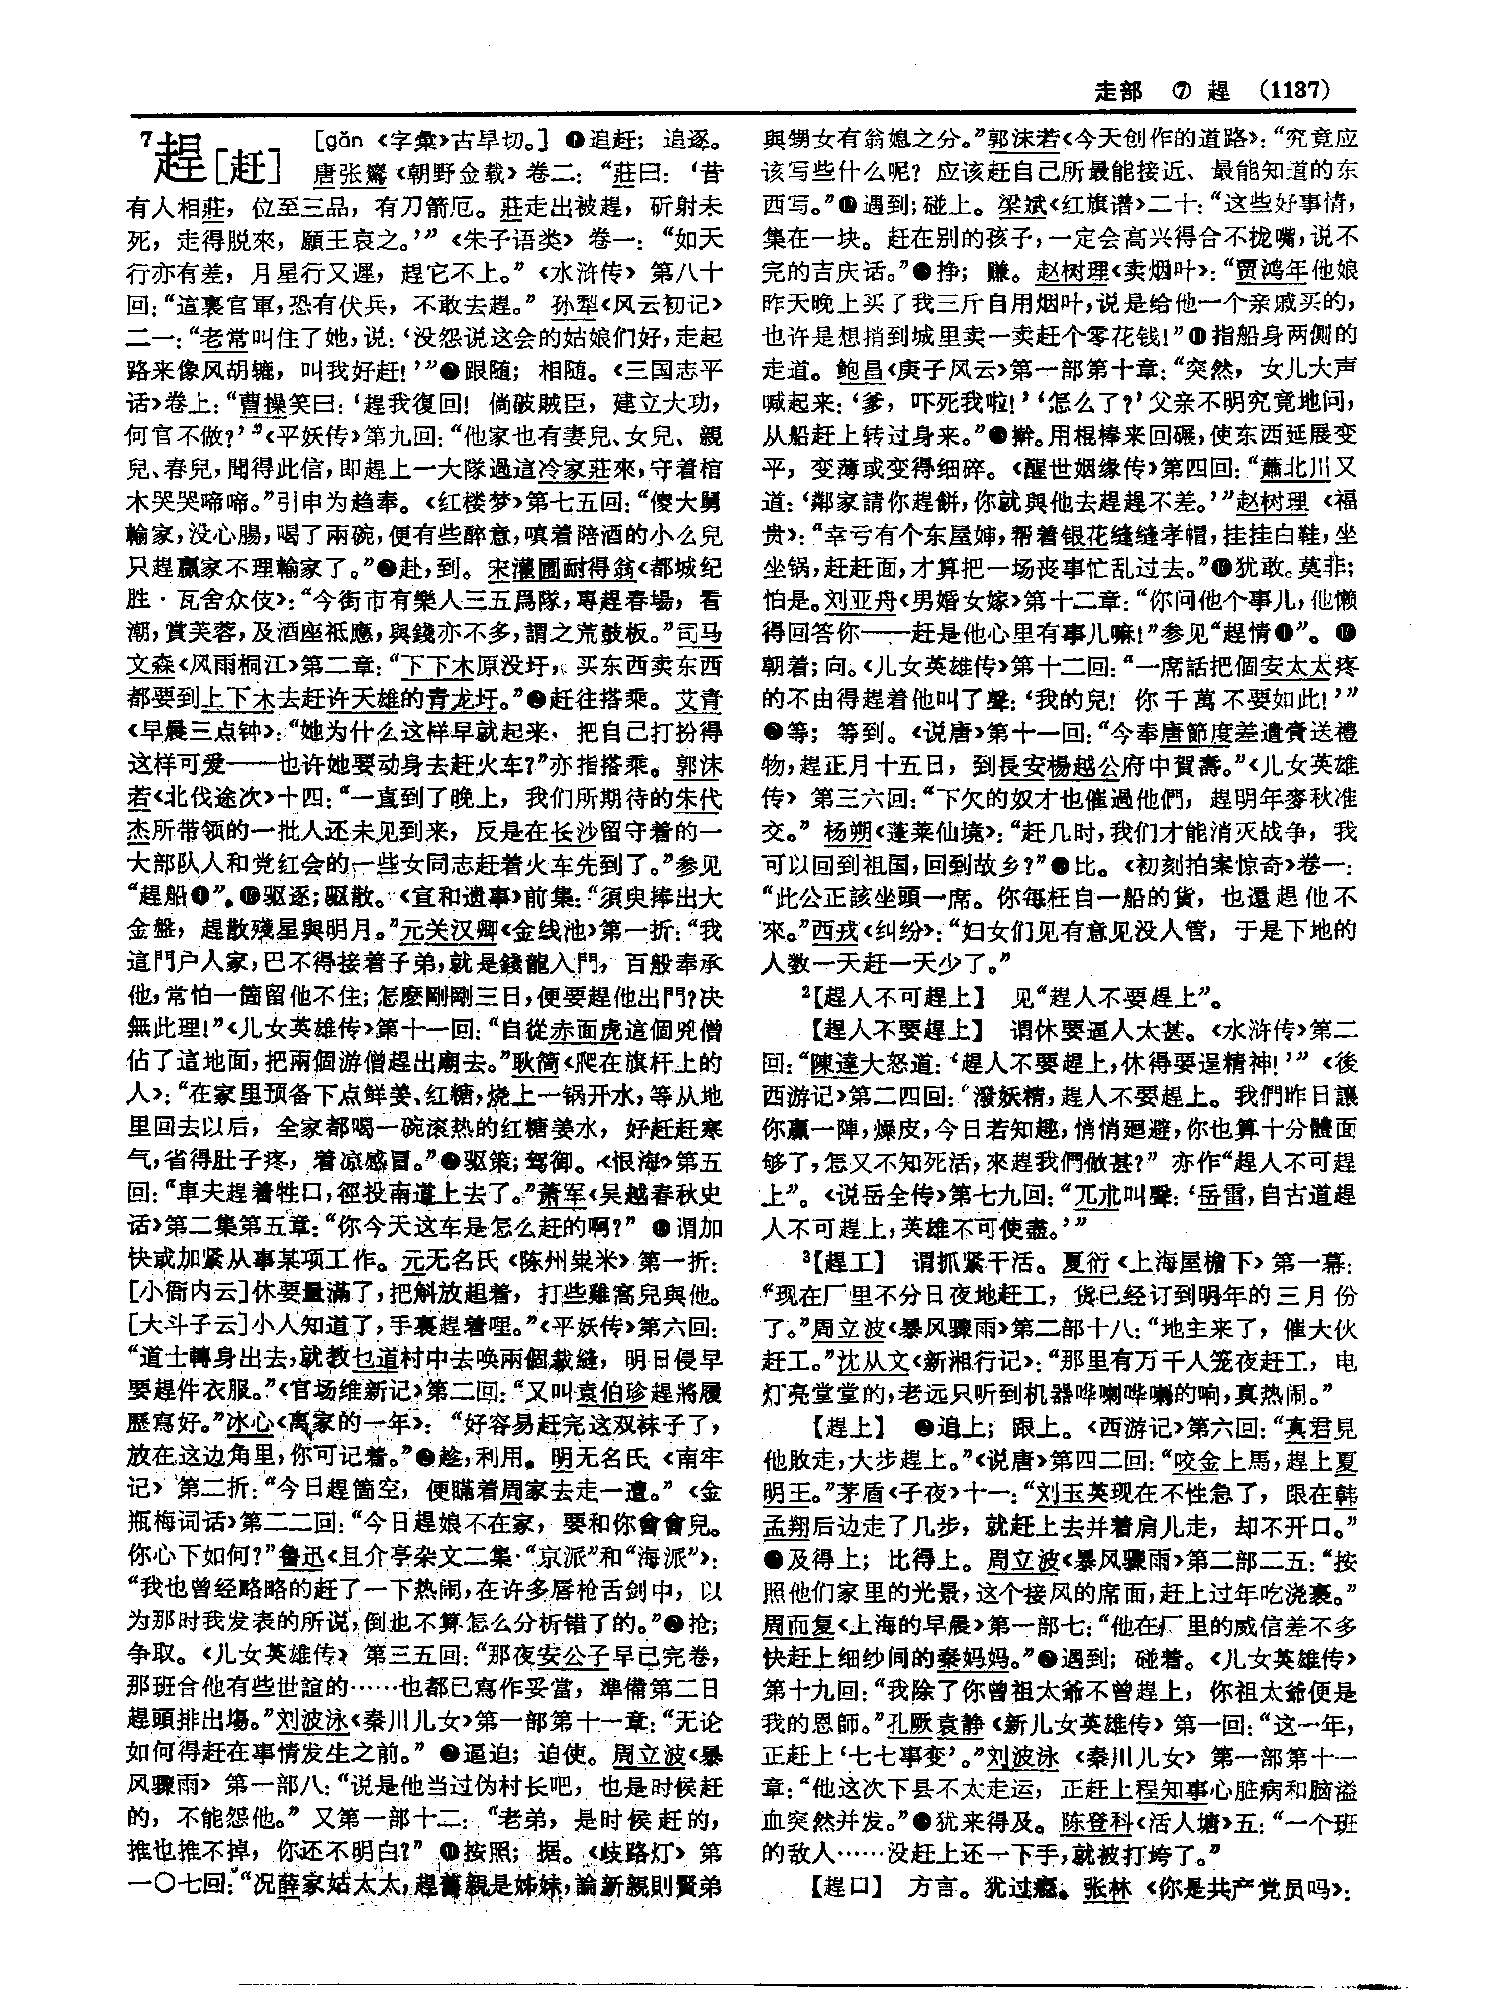 走部　⑦　趕　（1137）
⁷趕［赶］　［gǎn《字彙》古旱切。］❶追赶；追逐。
唐张鷟《朝野佥载》卷二：“莊曰：‘昔
有人相莊，位至三品，有刀箭厄。莊走出被趕，斫射未
死，走得脱來，願王哀之。’”《朱子语类》卷一：“如天
行亦有差，月星行又遲，趕它不上。”《水浒传》第八十
回：“這裏官軍，恐有伏兵，不敢去趕。”孙犁《风云初记》
二一：“老常叫住了她，说：‘没怨说这会的姑娘们好，走起
路来像风胡辘，叫我好赶！’”❷跟随；相随。《三国志平
话》卷上：“曹操笑曰：‘趕我復回！倘破賊臣，建立大功，
何官不做？’”《平妖传》第九回：“他家也有妻兒、女兒、親
兒、春兒，聞得此信，即趕上一大隊過這冷家莊來，守着棺
木哭哭啼啼。”引申为趋奉。《红楼梦》第七五回：“傻大舅
輸家，没心腸，喝了兩碗，便有些醉意，嗔着陪酒的小么兒
只趕贏家不理輸家了。”❸赴，到。宋灌圃耐得翁《都城纪
胜·瓦舍众伎》：“今街市有樂人三五爲隊，專趕春場，看
潮，賞芙蓉，及酒座祗應，與錢亦不多，謂之荒鼓板。”司马
文森《风雨桐江》第二章：“下下木原没圩，买东西卖东西
都要到上下木去赶许天雄的青龙圩。”❹赶往搭乘。艾青
《早晨三点钟》：“她为什么这样早就起来，把自己打扮得
这样可爱——也许她要动身去赶火车？”亦指搭乘。郭沫
若《北伐途次》十四：“一直到了晚上，我们所期待的朱代
杰所带领的一批人还未见到来，反是在长沙留守着的一
大部队人和党红会的一些女同志赶着火车先到了。”参见
“趕船❶”。❺驱逐；驱散。《宣和遗事》前集：“須臾捧出大
金盤，趕散殘星與明月。”元关汉卿《金线池》第一折：“我
這門户人家，巴不得接着子弟，就是錢龍入門，百般奉承
他，常怕一箇留他不住；怎麽剛剛三日，便要趕他出門？决
無此理！”《儿女英雄传》第十一回：“自從赤面虎這個兇僧
佔了這地面，把兩個游僧趕出廟去。”耿简《爬在旗杆上的
人》：“在家里预备下点鲜姜、红糖，烧上一锅开水，等从地
里回去以后，全家都喝一碗滚热的红糖姜水，好赶赶寒
气，省得肚子疼，着凉感冒。”❻驱策；驾御。《恨海》第五
回：“車夫趕着牲口，徑投南道上去了。”萧军《吴越春秋史
话》第二集第五章：“你今天这车是怎么赶的啊？”❼谓加
快或加紧从事某项工作。元无名氏《陈州粜米》第一折：
［小衙内云］休要量滿了，把斛放趄着，打些雞窩兒與他。
［大斗子云］小人知道了，手裏趕着哩。”《平妖传》第六回：
“道士轉身出去，就教乜道村中去唤兩個裁縫，明日侵早
要趕件衣服。”《官场维新记》第二回：“又叫袁伯珍趕將履
歷寫好。”冰心《离家的一年》：“好容易赶完这双袜子了，
放在这边角里，你可记着。”❽趁，利用。明无名氏《南牢
记》第二折：“今日趕箇空，便瞞着周家去走一遭。”《金
瓶梅词话》第二二回：“今日趕娘不在家，要和你會會兒。
你心下如何？”鲁迅《且介亭杂文二集·“京派”和“海派”》：
“我也曾经略略的赶了一下热闹，在许多唇枪舌剑中，以
为那时我发表的所说，倒也不算怎么分析错了的。”❾抢；
争取。《儿女英雄传》第三五回：“那夜安公子早已完卷，
那班合他有些世誼的……也都已寫作妥當，準備第二日
趕頭排出場。”刘波泳《秦川儿女》第一部第十一章：“无论
如何得赶在事情发生之前。”❿逼迫；迫使。周立波《暴
风骤雨》第一部八：“说是他当过伪村长吧，也是时候赶
的，不能怨他。”又第一部十二：“老弟，是时候赶的，
推也推不掉，你还不明白？”⓫按照；据。《歧路灯》第
一〇七回：“况薛家姑太太，趕舊親是姊妹，論新親則賢弟
與甥女有翁媳之分。”郭沫若《今天创作的道路》：“究竟应
该写些什么呢？应该赶自己所最能接近、最能知道的东
西写。”⓬遇到；碰上。梁斌《红旗谱》二十：“这些好事情，
集在一块。赶在别的孩子，一定会高兴得合不拢嘴，说不
完的吉庆话。”⓭挣；赚。赵树理《卖烟叶》：“贾鸿年他娘
昨天晚上买了我三斤自用烟叶，说是给他一个亲戚买的，
也许是想捎到城里卖一卖赶个零花钱！”⓮指船身两侧的
走道。鲍昌《庚子风云》第一部第十章：“突然，女儿大声
喊起来：‘爹，吓死我啦！’‘怎么了？’父亲不明究竟地问，
从船赶上转过身来。”⓯擀。用棍棒来回碾，使东西延展变
平，变薄或变得细碎。《醒世姻缘传》第四回：“蕭北川又
道：‘鄰家請你趕餅，你就與他去趕趕不差。’”赵树理《福
贵》：“幸亏有个东屋婶，帮着银花缝缝孝帽，挂挂白鞋，坐
坐锅，赶赶面，才算把一场丧事忙乱过去。”⓰犹敢。莫非；
怕是。刘亚舟《男婚女嫁》第十二章：“你问他个事儿，他懒
得回答你——赶是他心里有事儿嘛！”参见“趕情❶”。⓱
朝着；向。《儿女英雄传》第十二回：“一席話把個安太太疼
的不由得趕着他叫了聲：‘我的兒！你千萬不要如此！’”
⓲等；等到。《说唐》第十一回：“今奉唐節度差遣賫送禮
物，趕正月十五日，到長安楊越公府中賀壽。”《儿女英雄
传》第三六回：“下欠的奴才也催過他們，趕明年麥秋准
交。”杨朔《蓬莱仙境》：“赶几时，我们才能消灭战争，我
可以回到祖国，回到故乡？”⓳比。《初刻拍案惊奇》卷一：
“此公正該坐頭一席。你每枉自一船的貨，也還趕他不
來。”西戎《纠纷》：“妇女们见有意见没人管，于是下地的
人数一天赶一天少了。”
²【趕人不可趕上】　见“趕人不要趕上”。
【趕人不要趕上】　谓休要逼人太甚。《水浒传》第二
回：“陳達大怒道：‘趕人不要趕上，休得要逞精神！’”《後
西游记》第二四回：“潑妖精，趕人不要趕上。我們昨日讓
你贏一陣，燥皮，今日若知趣，悄悄廻避，你也算十分體面
够了，怎又不知死活，來趕我們做甚？”亦作“趕人不可趕
上”。《说岳全传》第七九回：“兀朮叫聲：‘岳雷，自古道趕
人不可趕上，英雄不可使盡。’”
³【趕工】　谓抓紧干活。夏衍《上海屋檐下》第一幕：
“现在厂里不分日夜地赶工，货已经订到明年的三月份
了。”周立波《暴风骤雨》第二部十八：“地主来了，催大伙
赶工。”沈从文《新湘行记》：“那里有万千人笼夜赶工，电
灯亮堂堂的，老远只听到机器哗喇哗喇的响，真热闹。”
【趕上】　❶追上；跟上。《西游记》第六回：“真君見
他敗走，大步趕上。”《说唐》第四二回：“咬金上馬，趕上夏
明王。”茅盾《子夜》十一：“刘玉英现在不性急了，跟在韩
孟翔后边走了几步，就赶上去并着肩儿走，却不开口。”
❷及得上；比得上。周立波《暴风骤雨》第二部二五：“按
照他们家里的光景，这个接风的席面，赶上过年吃浇裹。”
周而复《上海的早晨》第一部七：“他在厂里的威信差不多
快赶上细纱间的秦妈妈。”❸遇到；碰着。《儿女英雄传》
第十九回：“我除了你曾祖太爺不曾趕上，你祖太爺便是
我的恩師。”孔厥袁静《新儿女英雄传》第一回：“这一年，
正赶上‘七七事变’。”刘波泳《秦川儿女》第一部第十一
章：“他这次下县不太走运，正赶上程知事心脏病和脑溢
血突然并发。”❹犹来得及。陈登科《活人塘》五：“一个班
的敌人……没赶上还一下手，就被打垮了。”
【趕口】　方言。犹过瘾。张林《你是共产党员吗》：